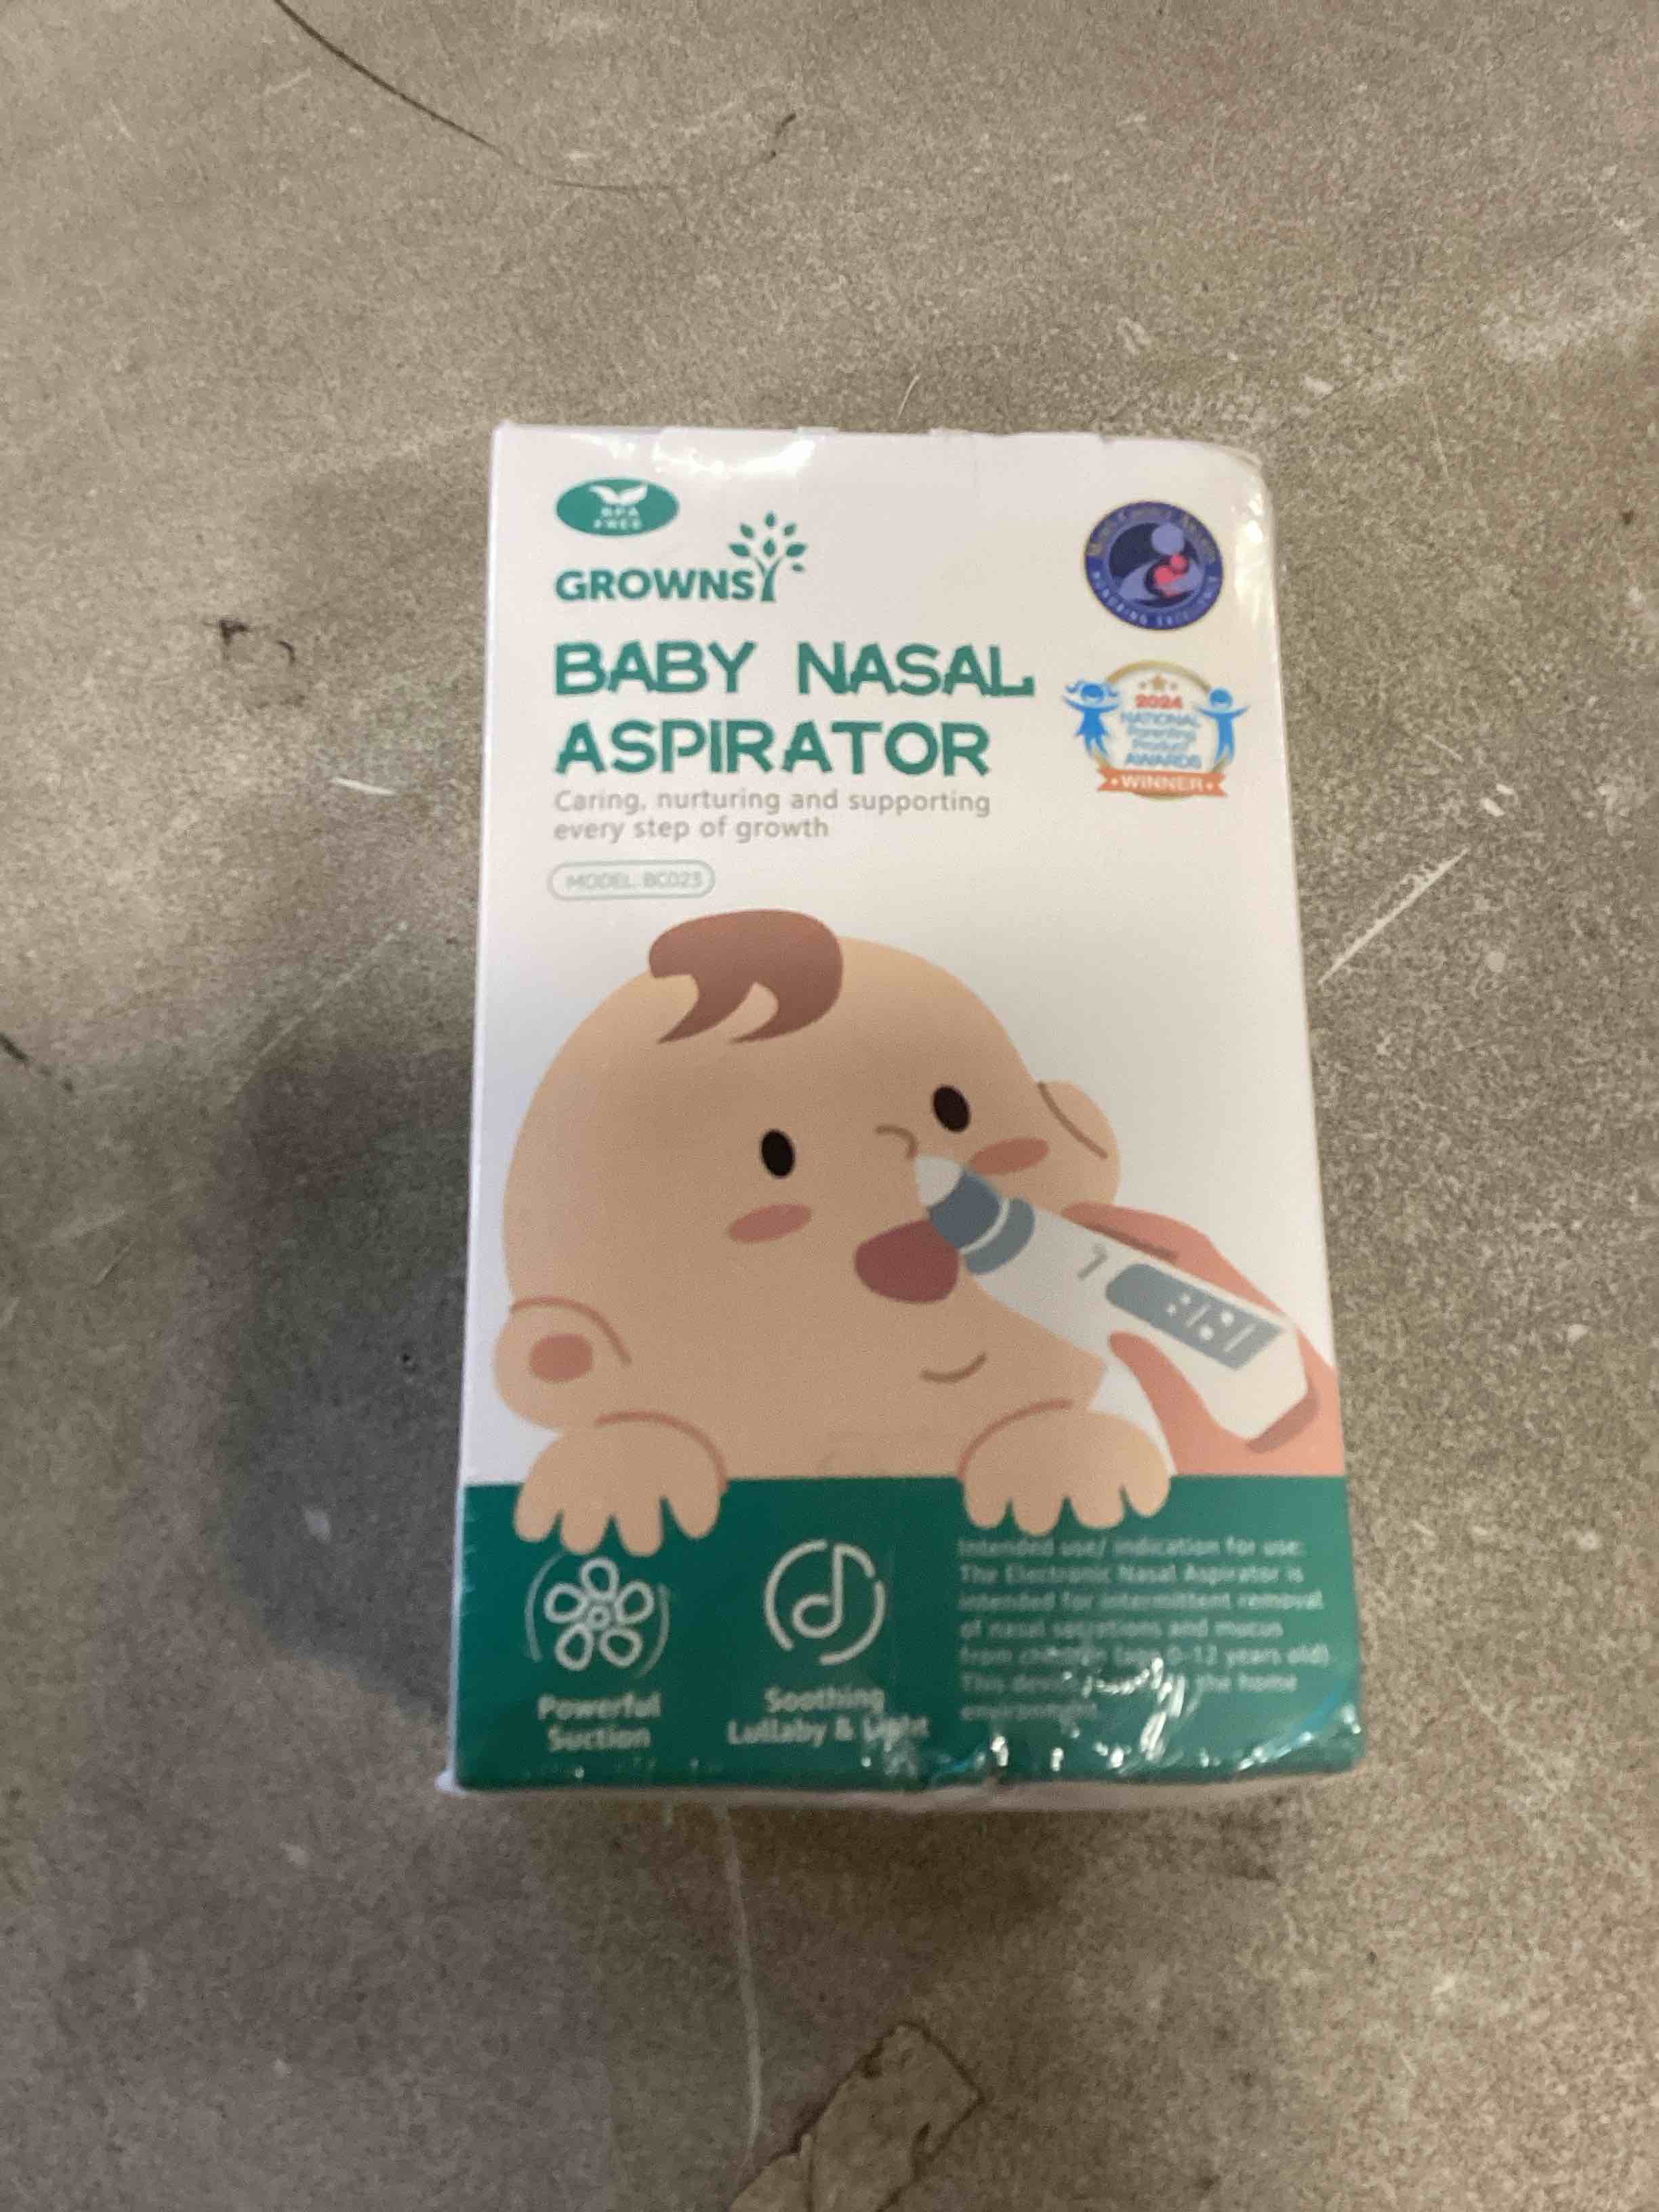 BPA
FREE
GROWNSY
BABY NASAL
ASPIRATOR
Caring, nurturing and supporting
every step of growth
MODEL: BC023
2024
NATIONAL
Parenting
Product
AWARDS
WINNER
Powerful
Suction
Soothing
Lullaby & Light
Intended use/ indication for use:
The Electronic Nasal Aspirator is
intended for intermittent removal
of nasal secretions and mucus
from children (age 0-12 years old).
This device the home
environment.